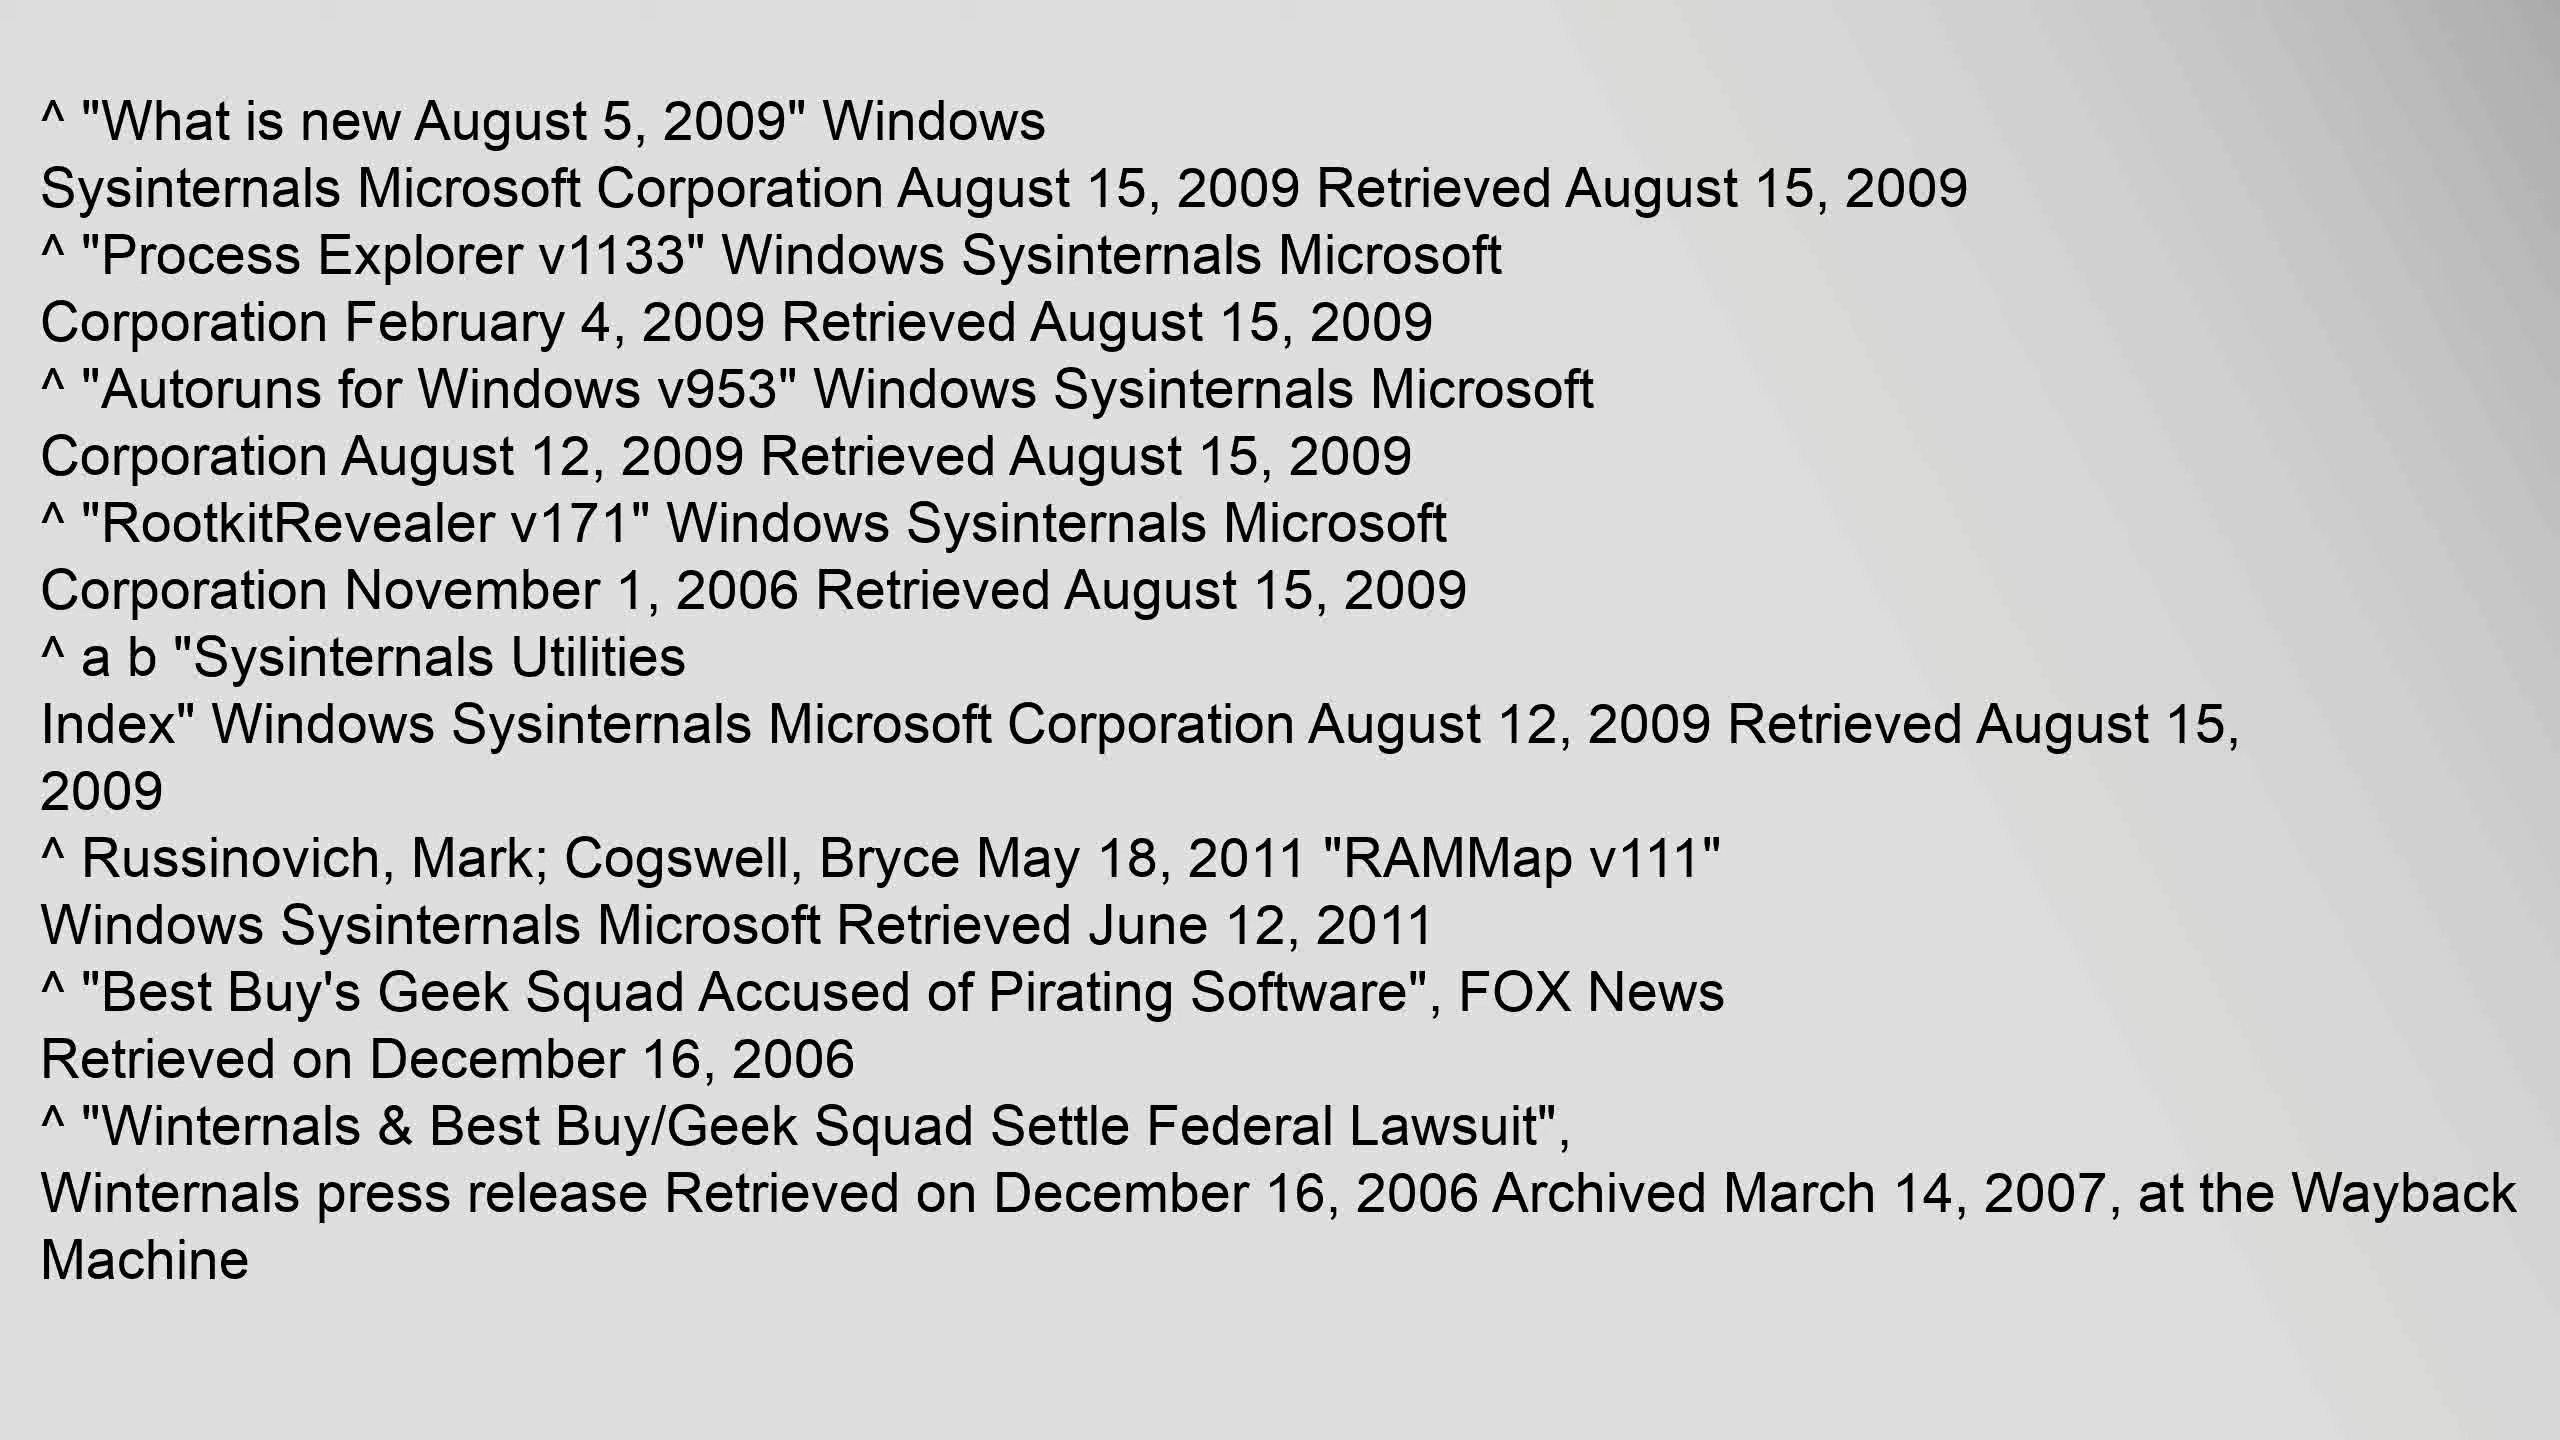 ^ "What is new August 5, 2009" Windows
Sysinternals Microsoft Corporation August 15, 2009 Retrieved August 15, 2009
^ "Process Explorer v1133" Windows Sysinternals Microsoft
Corporation February 4, 2009 Retrieved August 15, 2009
^ "Autoruns for Windows v953" Windows Sysinternals Microsoft
Corporation August 12, 2009 Retrieved August 15, 2009
^ "RootkitRevealer v171" Windows Sysinternals Microsoft
Corporation November 1, 2006 Retrieved August 15, 2009
^ a b "Sysinternals Utilities
Index" Windows Sysinternals Microsoft Corporation August 12, 2009 Retrieved August 15,
2009
^ Russinovich, Mark; Cogswell, Bryce May 18, 2011 "RAMMap v111"
Windows Sysinternals Microsoft Retrieved June 12, 2011
^ "Best Buy's Geek Squad Accused of Pirating Software", FOX News
Retrieved on December 16, 2006
^ "Winternals & Best Buy/Geek Squad Settle Federal Lawsuit",
Winternals press release Retrieved on December 16, 2006 Archived March 14, 2007, at the Wayback
Machine